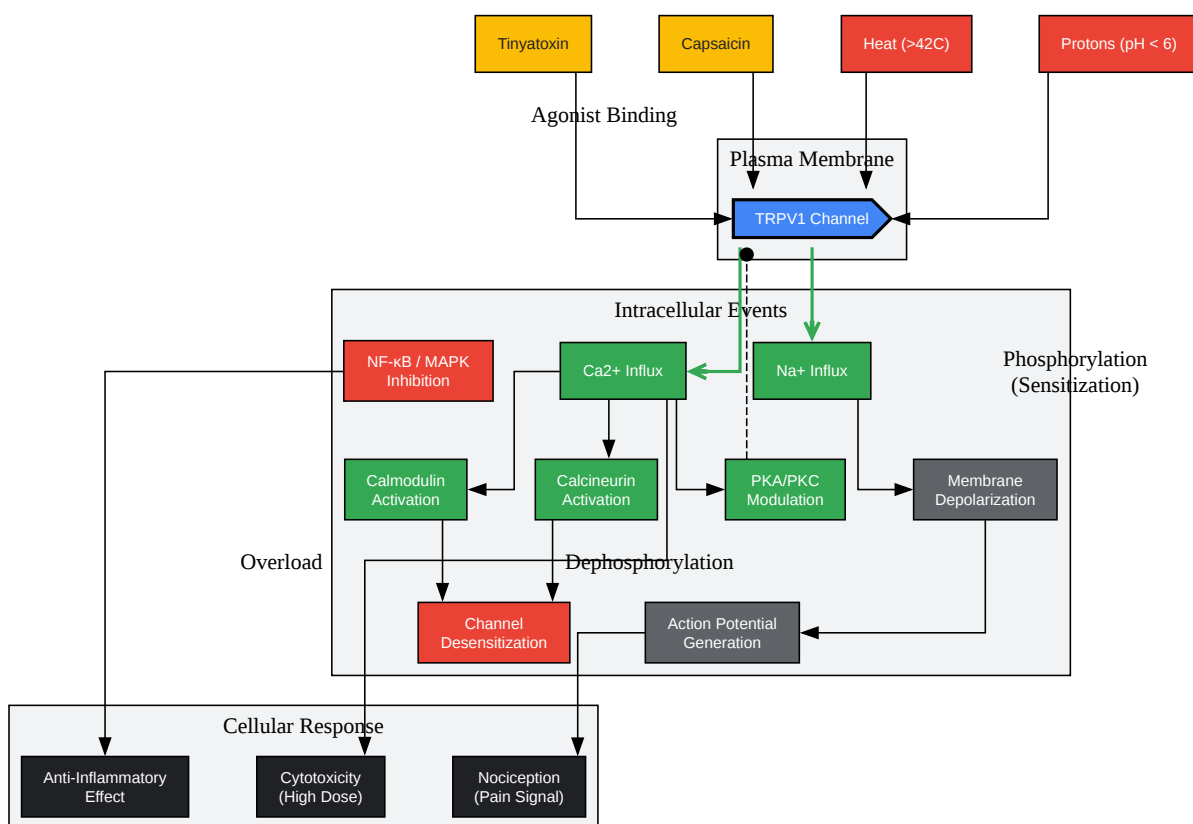 Tinyatoxin
Capsaicin
Heat (>42C)
Protons (pH < 6)
Agonist Binding
Plasma Membrane
TRPV1 Channel
Intracellular Events
NF-κB / MAPK
Inhibition
Ca2+ Influx
Na+ Influx
Phosphorylation
(Sensitization)
Calmodulin
Activation
Calcineurin
Activation
PKA/PKC
Modulation
Membrane
Depolarization
Overload
Dephosphorylation
Channel
Desensitization
Action Potential
Generation
Cellular Response
Anti-Inflammatory
Effect
Cytotoxicity
(High Dose)
Nociception
(Pain Signal)